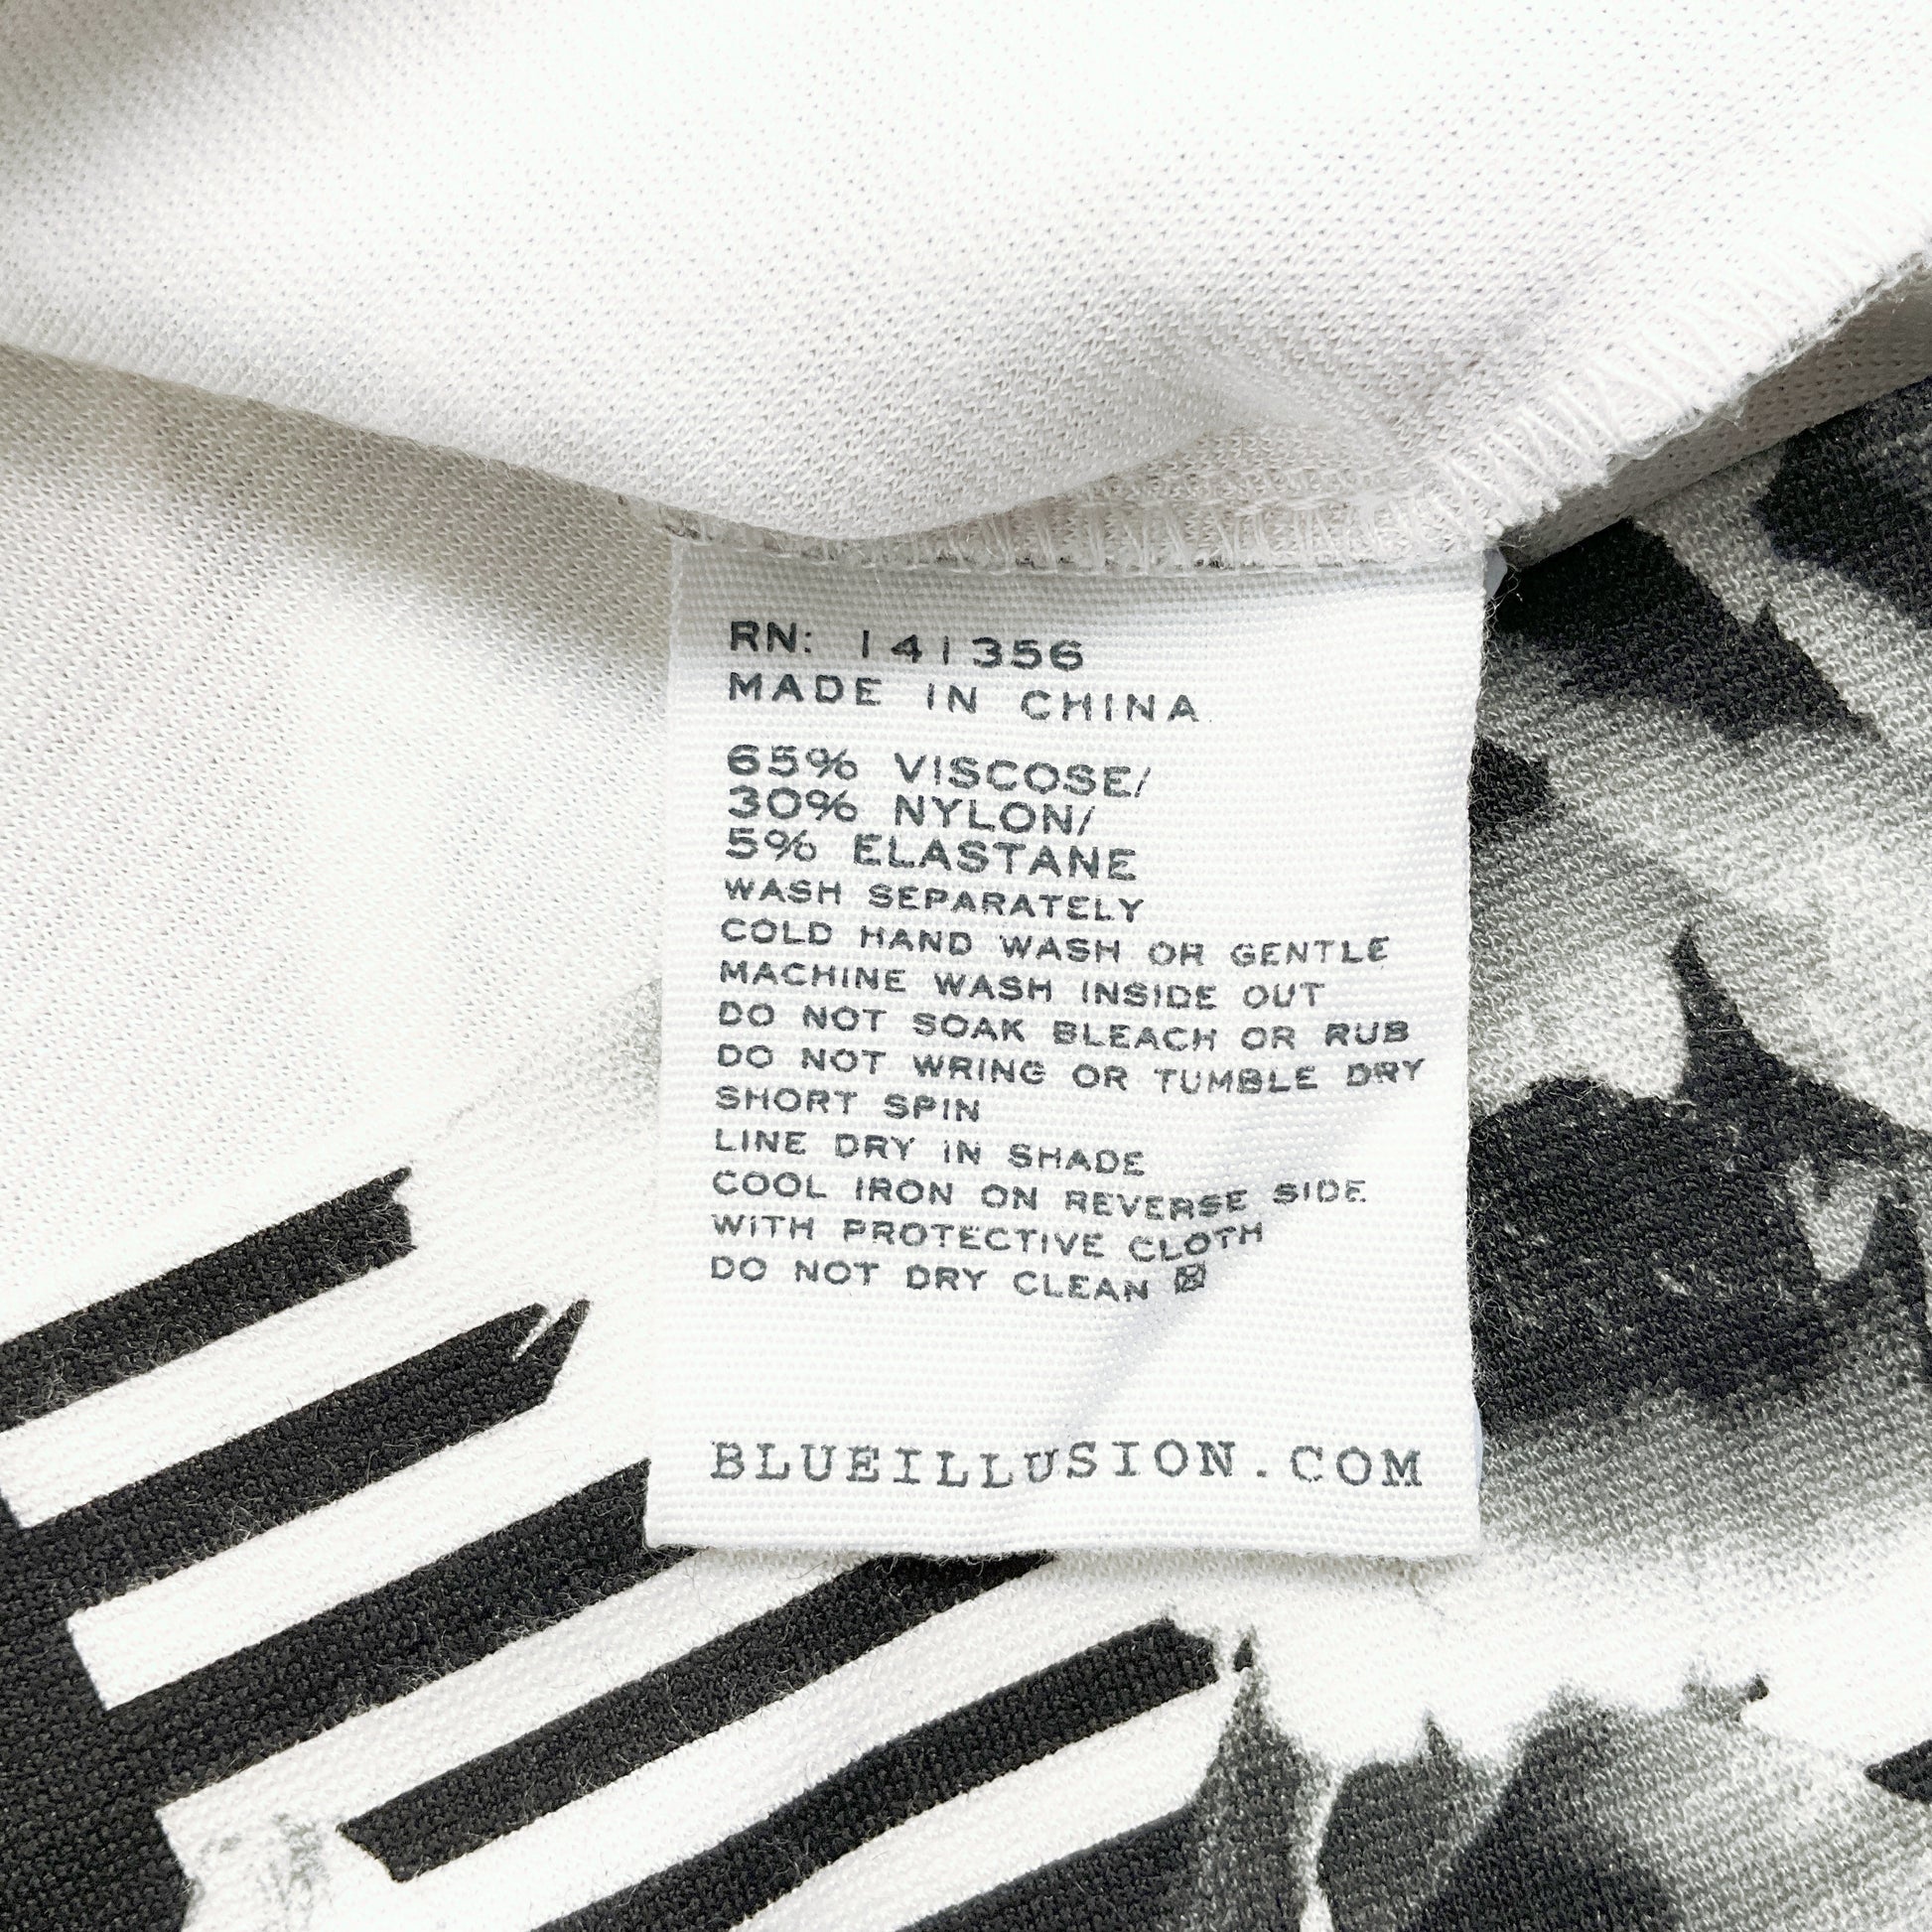 RN: 141356
MADE IN CHINA
65% VISCOSE/
30% NYLON/
5% ELASTANE
WASH SEPARATELY
COLD HAND WASH OR GENTLE
MACHINE WASH INSIDE OUT
DO NOT SOAK BLEACH OR RUB
DO NOT WRING OR TUMBLE DRY
SHORT SPIN
LINE DRY IN SHADE
COOL IRON ON REVERSE SIDE
WITH PROTECTIVE CLOTH
DO NOT DRY CLEAN
BLUEILLUSION.COM